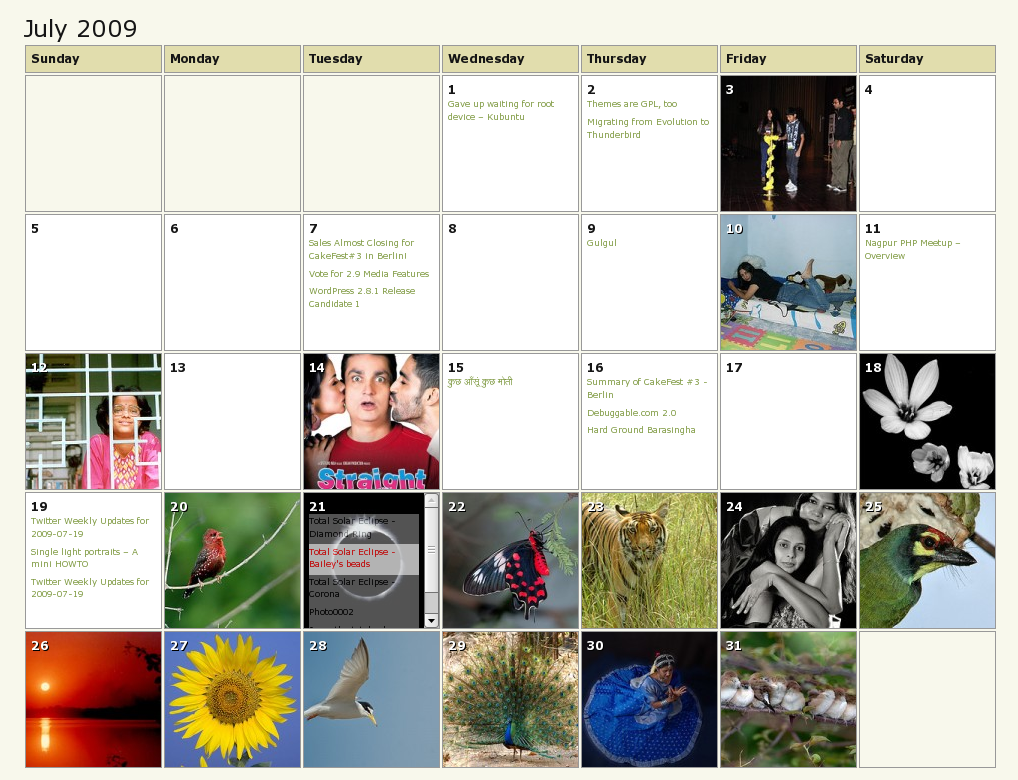 July 2009
Sunday
Monday
Tuesday
Wednesday
Thursday
Friday
Saturday
1
Gave up waiting for root
device – Kubuntu
2
Themes are GPL, too
Migrating from Evolution to
Thunderbird
3
4
5
6
7
Sales Almost Closing for
CakeFest#3 in Berlin!
Vote for 2.9 Media Features
WordPress 2.8.1 Release
Candidate 1
8
9
Gulgul
10
11
Nagpur PHP Meetup –
Overview
12
13
14
Straight
15
कुछ आँसूं कुछ मोती
16
Summary of CakeFest #3 -
Berlin
Debuggable.com 2.0
Hard Ground Barasingha
17
18
19
Twitter Weekly Updates for
2009-07-19
Single light portraits – A
mini HOWTO
Twitter Weekly Updates for
2009-07-19
20
21
Total Solar Eclipse -
Diamond Ring
Total Solar Eclipse -
Bailey's beads
Total Solar Eclipse -
Corona
Photo0002
22
23
24
25
26
27
28
29
30
31